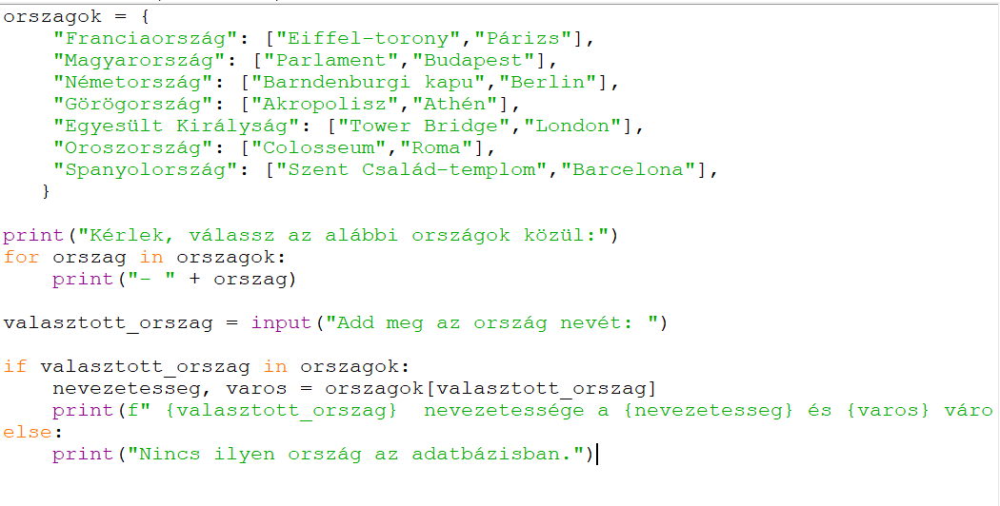 orszagok = {
    "Franciaország": ["Eiffel-torony","Párizs"],
    "Magyarország": ["Parlament","Budapest"],
    "Németország": ["Barndenburgi kapu","Berlin"],
    "Görögország": ["Akropolisz","Athén"],
    "Egyesült Királyság": ["Tower Bridge","London"],
    "Oroszország": ["Colosseum","Roma"],
    "Spanyolország": ["Szent Család-templom","Barcelona"],
   }
print("Kérlek, válassz az alábbi országok közül:")
for orszag in orszagok:
    print("- " + orszag)
valasztott_orszag = input("Add meg az ország nevét: ")
if valasztott_orszag in orszagok:
    nevezetesseg, varos = orszagok[valasztott_orszag]
    print(f" {valasztott_orszag}  nevezetessége a {nevezetesseg} és {varos} váro
else:
    print("Nincs ilyen ország az adatbázisban.")